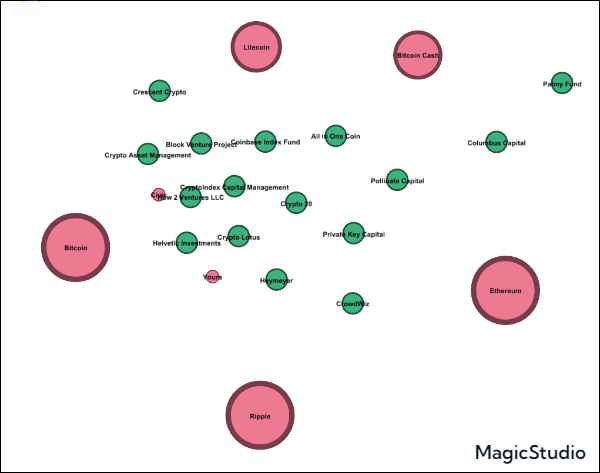 Litecoin
Bitcoin Cash
Palmy Fund
Crescent Crypto
All in One Coin
Block Venture Project
Coinbase Index Fund
Columbus Capital
Crypto Asset Management
Pollinate Capital
CryptoIndex Capital Management
How 2 Ventures LLC
Crypto 20
Private Key Capital
Crypto Lotus
Helvetic Investments
Bitcoin
Yours
Heymeyer
Ethereum
CrowdWiz
Ripple
MagicStudio